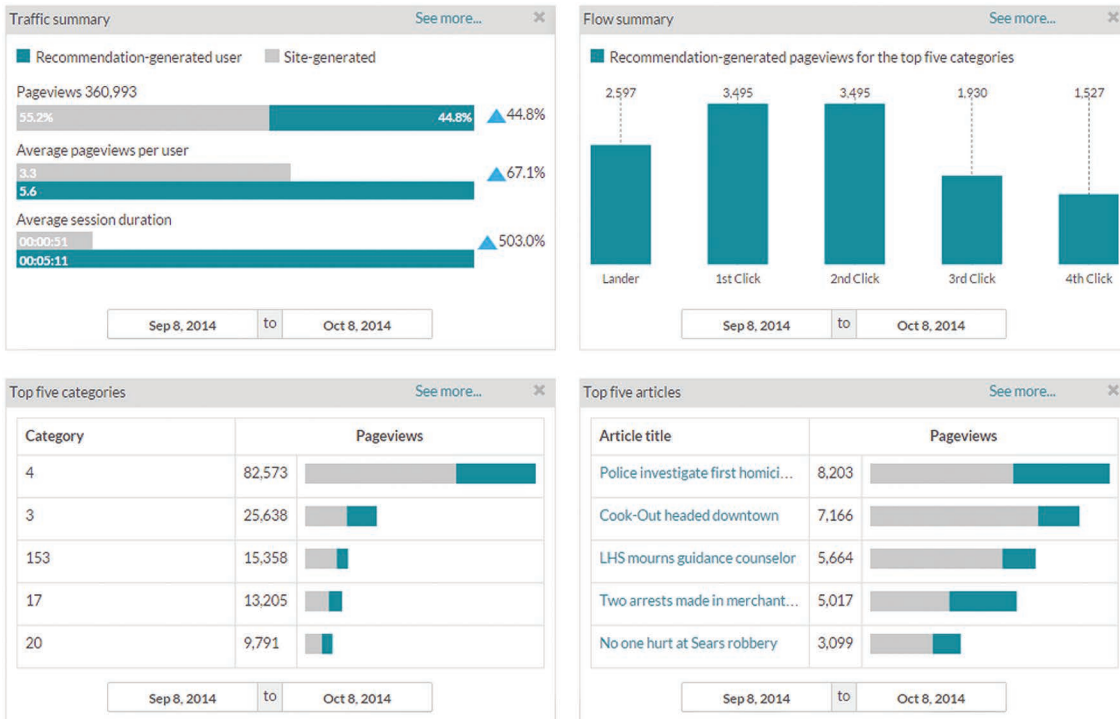 Traffic summary See more... ×
Recommendation-generated user Site-generated
Pageviews 360,993
55.2% 44.8% 44.8%
Average pageviews per user
3.3
67.1%
5.6
Average session duration
00:00:51
503.0%
00:05:11
Sep 8, 2014 to Oct 8, 2014
Flow summary See more... ×
Recommendation-generated pageviews for the top five categories
2,597 3,495 3,495 1,930 1,527
Lander 1st Click 2nd Click 3rd Click 4th Click
Sep 8, 2014 to Oct 8, 2014
Top five categories See more... ×
Category Pageviews
4 82,573
3 25,638
153 15,358
17 13,205
20 9,791
Sep 8, 2014 to Oct 8, 2014
Top five articles See more... ×
Article title Pageviews
Police investigate first homici... 8,203
Cook-Out headed downtown 7,166
LHS mourns guidance counselor 5,664
Two arrests made in merchant... 5,017
No one hurt at Sears robbery 3,099
Sep 8, 2014 to Oct 8, 2014